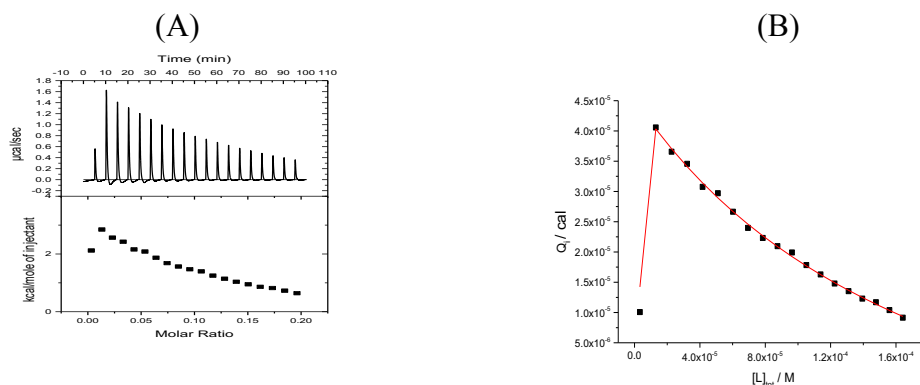 (A)
Time (min)
-10 0 10 20 30 40 50 60 70 80 90 100 110
1.8
1.6
1.4
1.2
1.0
0.8
0.6
0.4
0.2
0.0
-0.2
µcal/sec
4
2
0
kcal/mole of injectant
0.00 0.05 0.10 0.15 0.20
Molar Ratio
(B)
4.5x10⁻⁵
4.0x10⁻⁵
3.5x10⁻⁵
3.0x10⁻⁵
2.5x10⁻⁵
2.0x10⁻⁵
1.5x10⁻⁵
1.0x10⁻⁵
5.0x10⁻⁶
Qᵢ / cal
0.0 4.0x10⁻⁵ 8.0x10⁻⁵ 1.2x10⁻⁴ 1.6x10⁻⁴
[L]tot / M